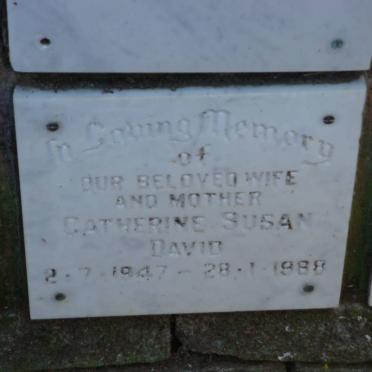 In Loving Memory
of
OUR BELOVED WIFE
AND MOTHER
CATHERINE SUSAN
DAVID
2-7-1947 - 28-1-1988